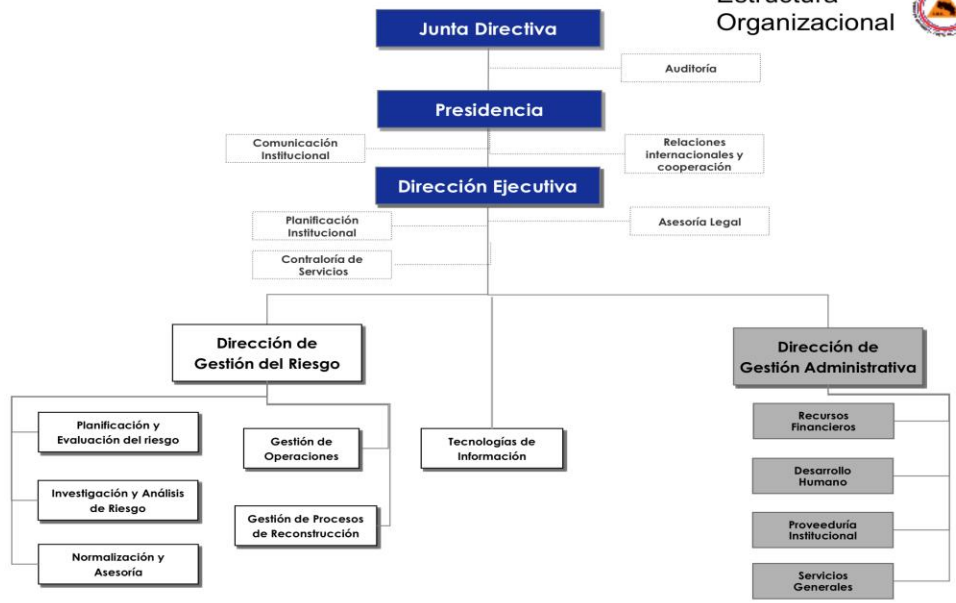 Estructura
Organizacional
Junta Directiva
Auditoría
Presidencia
Comunicación
Institucional
Relaciones
internacionales y
cooperación
Dirección Ejecutiva
Planificación
Institucional
Asesoría Legal
Contraloría de
Servicios
Dirección de
Gestión del Riesgo
Dirección de
Gestión Administrativa
Planificación y
Evaluación del riesgo
Gestión de
Operaciones
Tecnologías de
Información
Recursos
Financieros
Investigación y Análisis
de Riesgo
Desarrollo
Humano
Gestión de Procesos
de Reconstrucción
Proveeduría
Institucional
Normalización y
Asesoría
Servicios
Generales